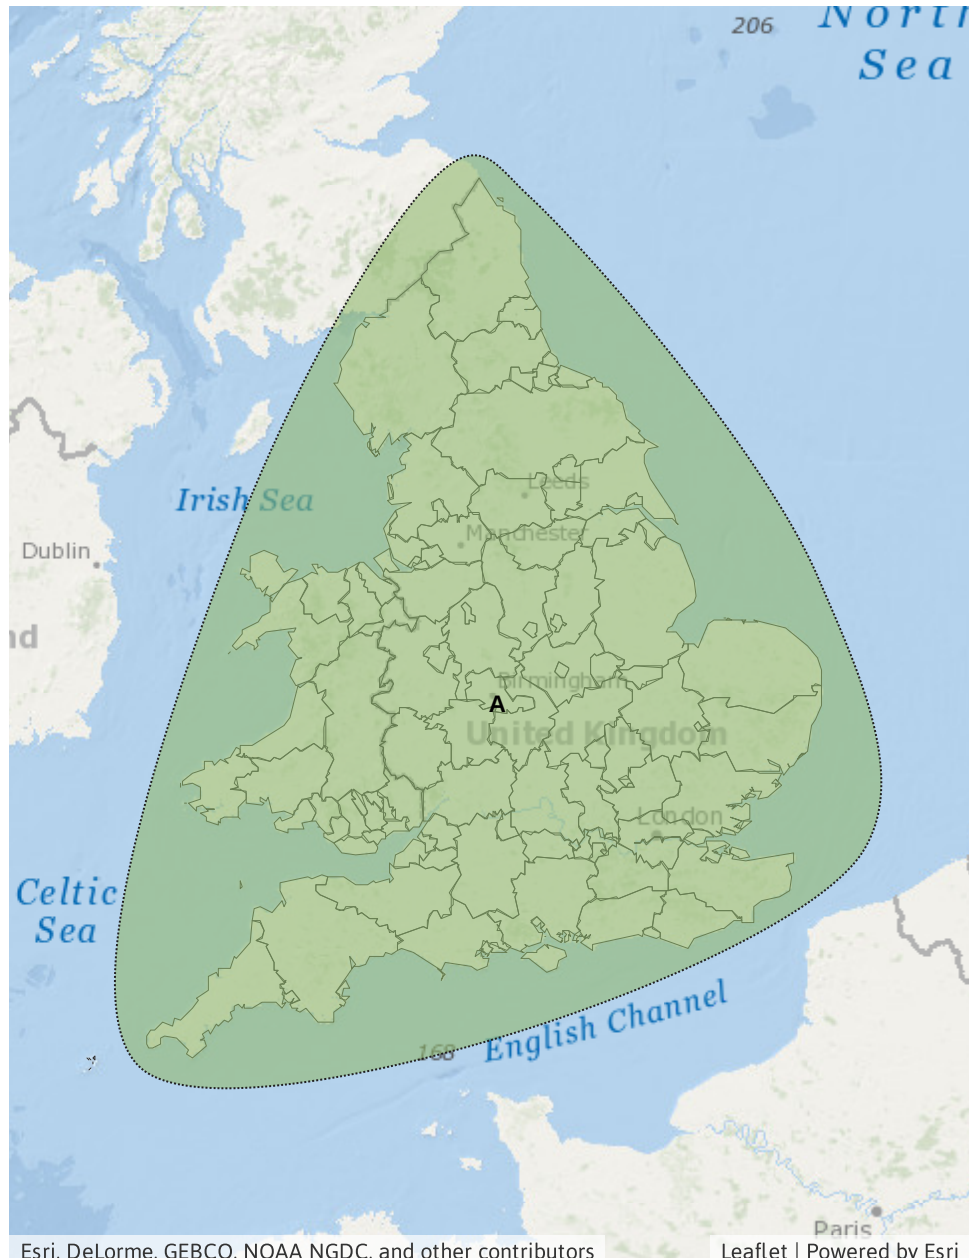 206
North
Sea
Irish Sea
Leeds
Manchester
Dublin
nd
Birmingham
A
United Kingdom
London
Celtic
Sea
168
English Channel
Paris
Esri, DeLorme, GEBCO, NOAA NGDC, and other contributors
Leaflet | Powered by Esri